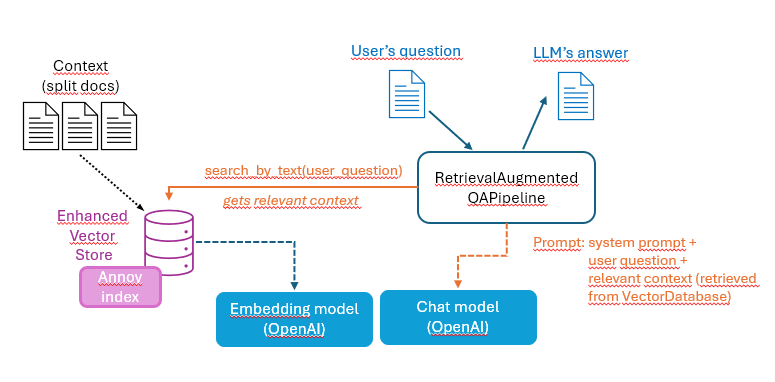 User's question
LLM's answer
Context
(split docs)
search_by_text(user_question)
gets relevant context
RetrievalAugmented
QAPipeline
Enhanced
Vector
Store
Annoy
index
Prompt: system prompt +
user question +
relevant context (retrieved
from VectorDatabase)
Embedding model
(OpenAI)
Chat model
(OpenAI)